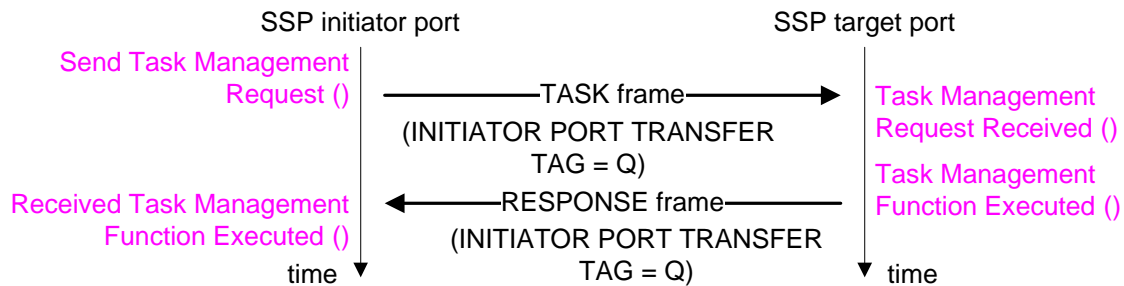 SSP initiator port
SSP target port
Send Task Management
Request ()
TASK frame
(INITIATOR PORT TRANSFER
TAG = Q)
Task Management
Request Received ()
Task Management
Function Executed ()
RESPONSE frame
(INITIATOR PORT TRANSFER
TAG = Q)
Received Task Management
Function Executed ()
time
time